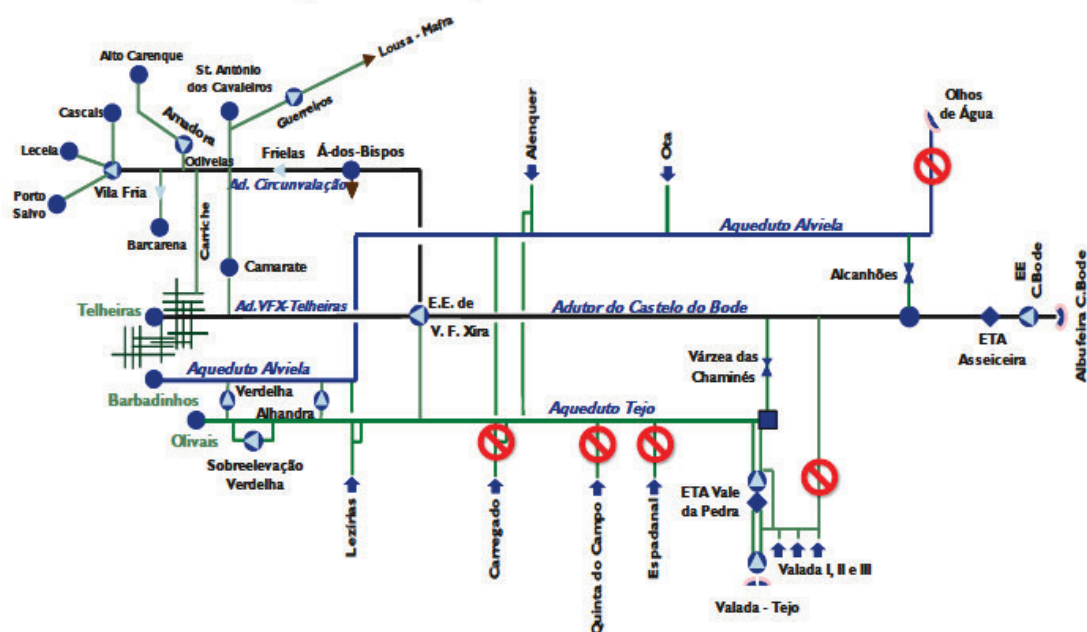 Lousa - Mafra
Alto Carenque
St. António
dos Cavaleiros
Guerreiros
Olhos
de Água
Cascais
Amadora
Alenquer
Ota
Lecela
Odivelas
Frielas
Á-dos-Bispos
Vila Fria
Ad. Circunvalação
Porto
Salvo
Carriche
Barcarena
Aqueduto Alviela
Camarate
Alcanhões
EE
C.Bode
Albufeira C.Bode
Telheiras
Ad.VFX-Telheiras
E.E. de
V. F. Xira
Adutor do Castelo do Bode
ETA
Asseiceira
Várzea das
Chaminés
Aqueduto Alviela
Barbadinhos
Verdelha
Alhandra
Aqueduto Tejo
Olivais
Sobreelevação
Verdelha
Lezírias
Carregado
Quinta do Campo
Espadanal
ETA Vale
da Pedra
Valada I, II e III
Valada - Tejo